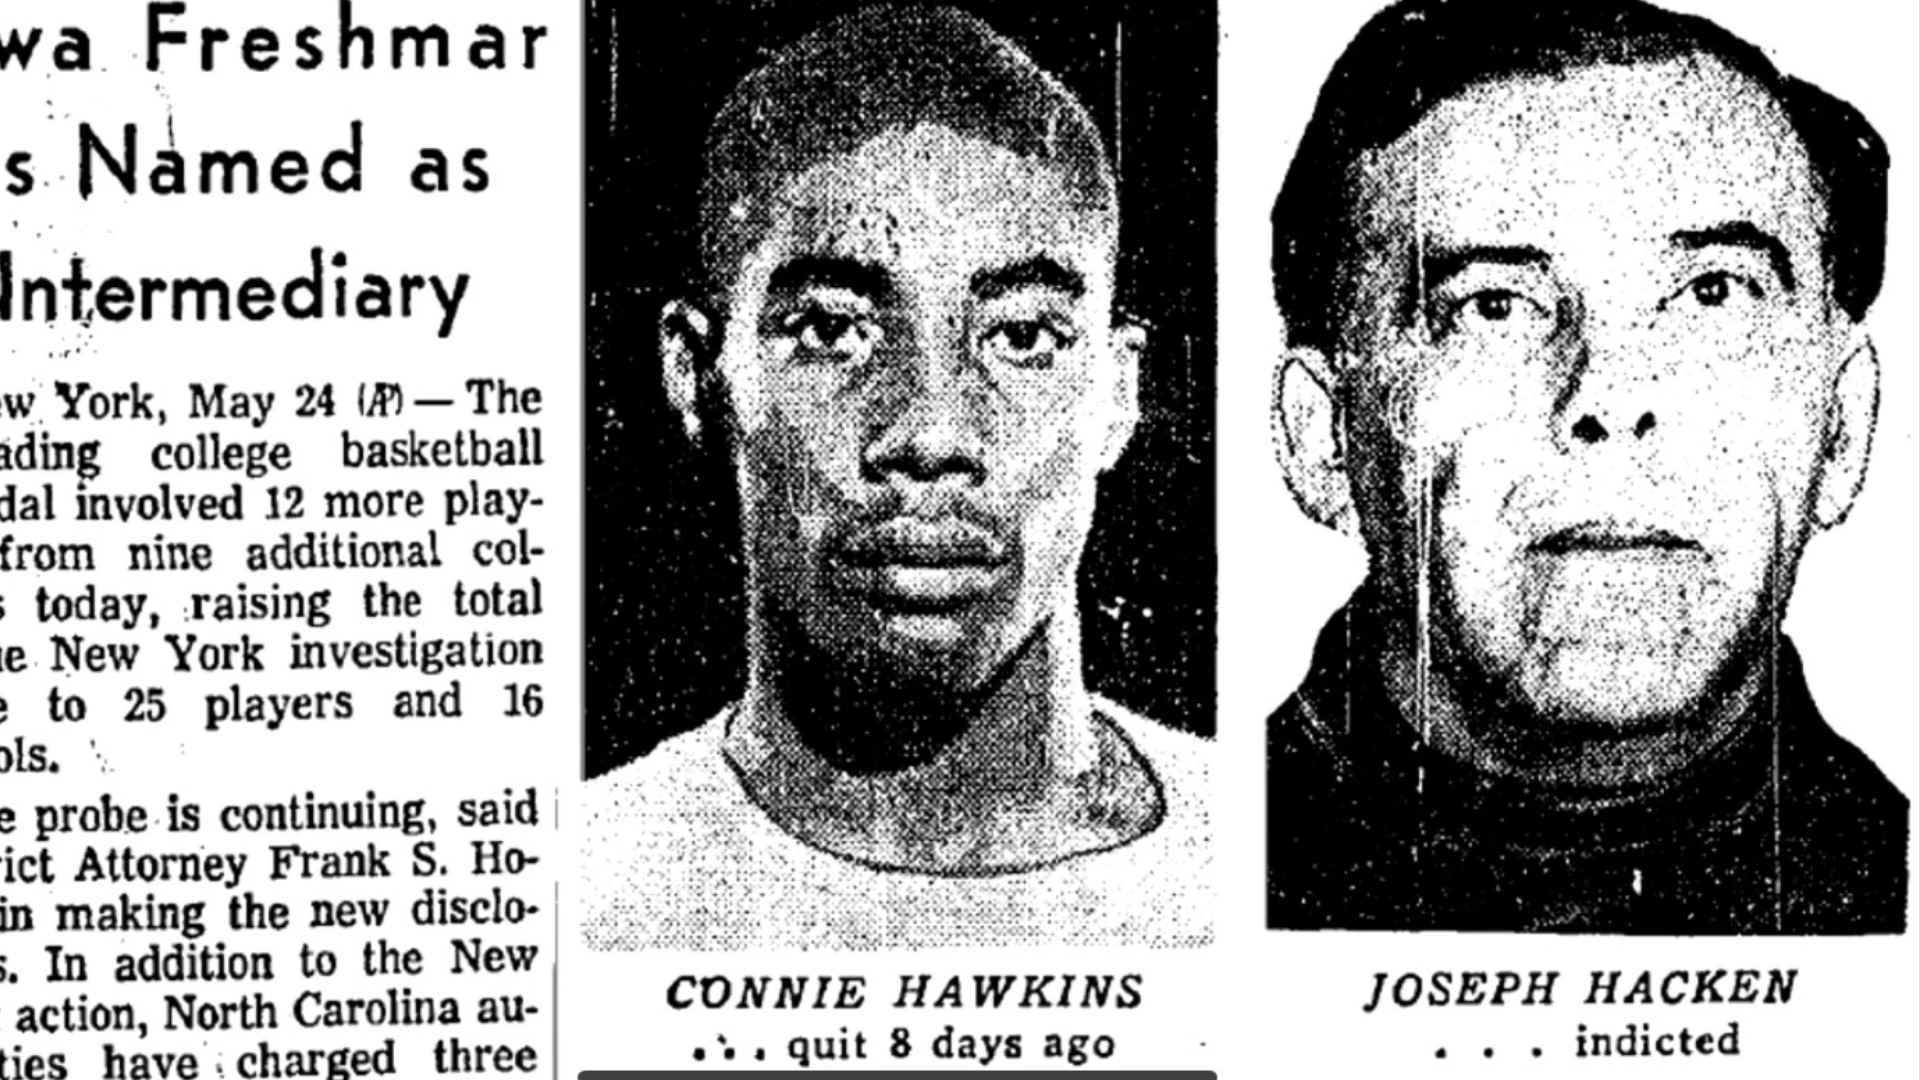 wa Freshmar
s Named as
Intermediary
ew York, May 24 (AP) — The
ading college basketball
dal involved 12 more play-
from nine additional col-
s today, raising the total
e New York investigation
e to 25 players and 16
ols.
e probe is continuing, said
rict Attorney Frank S. Ho-
in making the new disclo-
s. In addition to the New
action, North Carolina au-
ties have charged three
CONNIE HAWKINS
... quit 8 days ago
JOSEPH HACKEN
. . . indicted